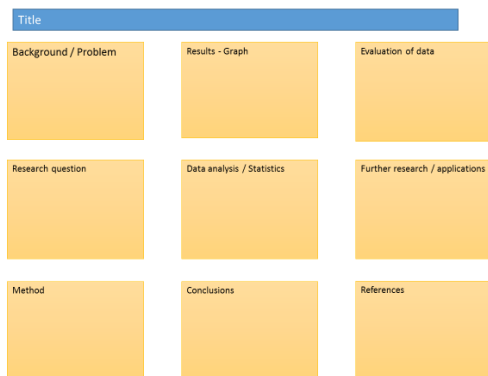 Title
Background / Problem
Research question
Method
Results - Graph
Data analysis / Statistics
Conclusions
Evaluation of data
Further research / applications
References